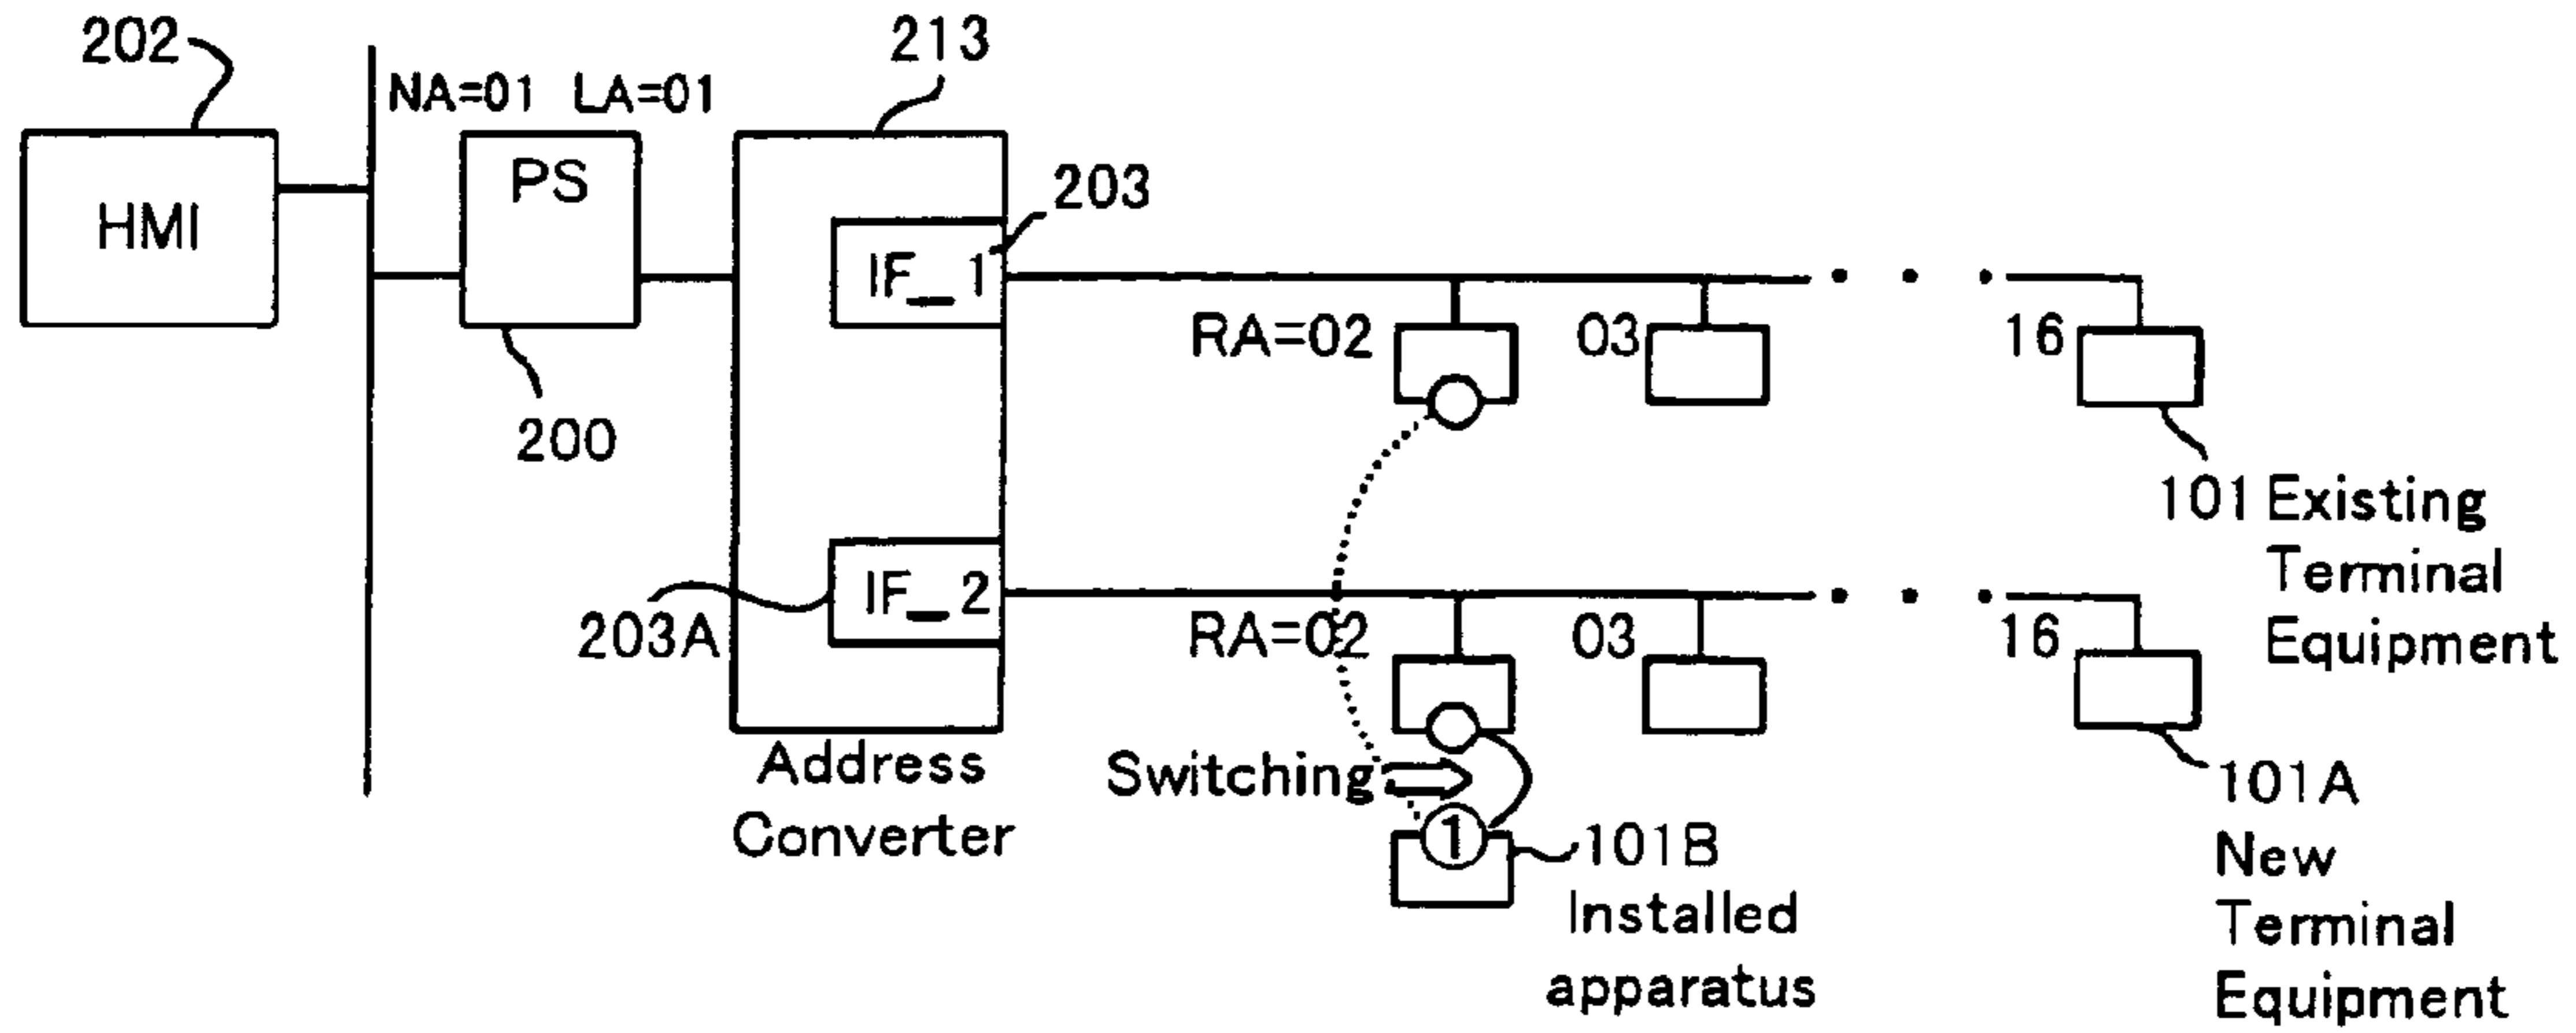 202
213
NA=01 LA=01
PS
HMI
203
IF_1
200
RA=02
03
16
101 Existing
Terminal
Equipment
IF_2
203A
RA=02
03
16
Address
Converter
Switching
1
101B
Installed
apparatus
101A
New
Terminal
Equipment